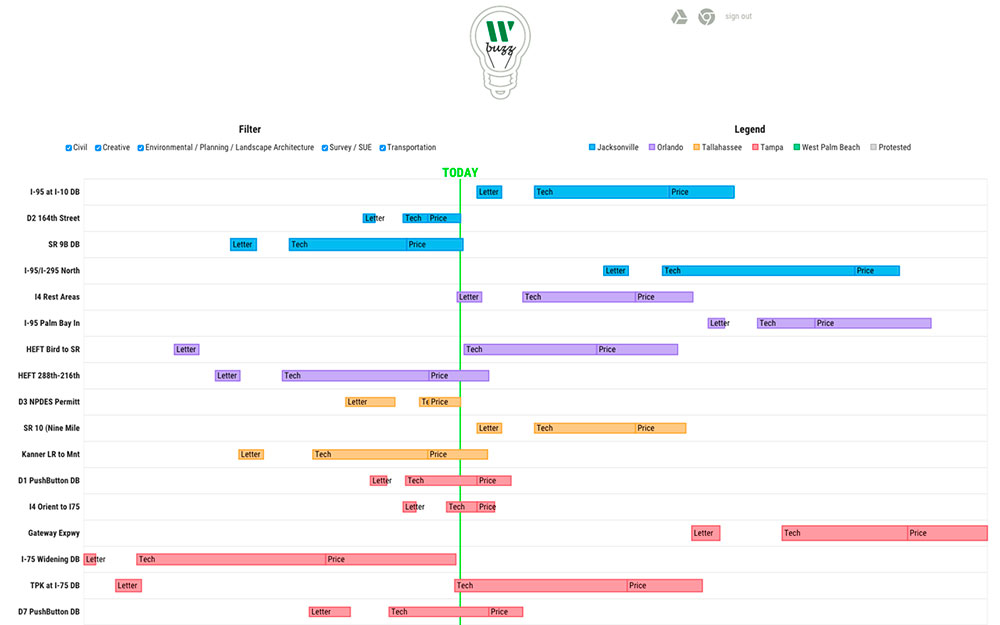 W
buzz
sign out
Filter
Legend
Civil Creative Environmental / Planning / Landscape Architecture Survey / SUE Transportation
Jacksonville Orlando Tallahassee Tampa West Palm Beach Protested
TODAY
I-95 at I-10 DB Letter Tech Price
D2 164th Street Letter Tech Price
SR 9B DB Letter Tech Price
I-95/I-295 North Letter Tech Price
I4 Rest Areas Letter Tech Price
I-95 Palm Bay In Letter Tech Price
HEFT Bird to SR Letter Tech Price
HEFT 288th-216th Letter Tech Price
D3 NPDES Permitt Letter Te Price
SR 10 (Nine Mile Letter Tech Price
Kanner LR to Mnt Letter Tech Price
D1 PushButton DB Letter Tech Price
I4 Orient to I75 Letter Tech Price
Gateway Expwy Letter Tech Price
I-75 Widening DB Letter Tech Price
TPK at I-75 DB Letter Tech Price
D7 PushButton DB Letter Tech Price